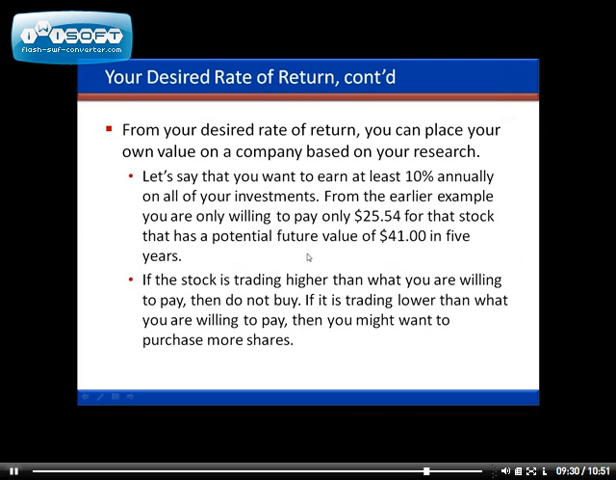 iWiSOFT
flash-swf-converter.com
Your Desired Rate of Return, cont'd
From your desired rate of return, you can place your
own value on a company based on your research.
Let's say that you want to earn at least 10% annually
on all of your investments. From the earlier example
you are only willing to pay only $25.54 for that stock
that has a potential future value of $41.00 in five
years.
If the stock is trading higher than what you are willing
to pay, then do not buy. If it is trading lower than what
you are willing to pay, then you might want to
purchase more shares.
09:30 / 10:51